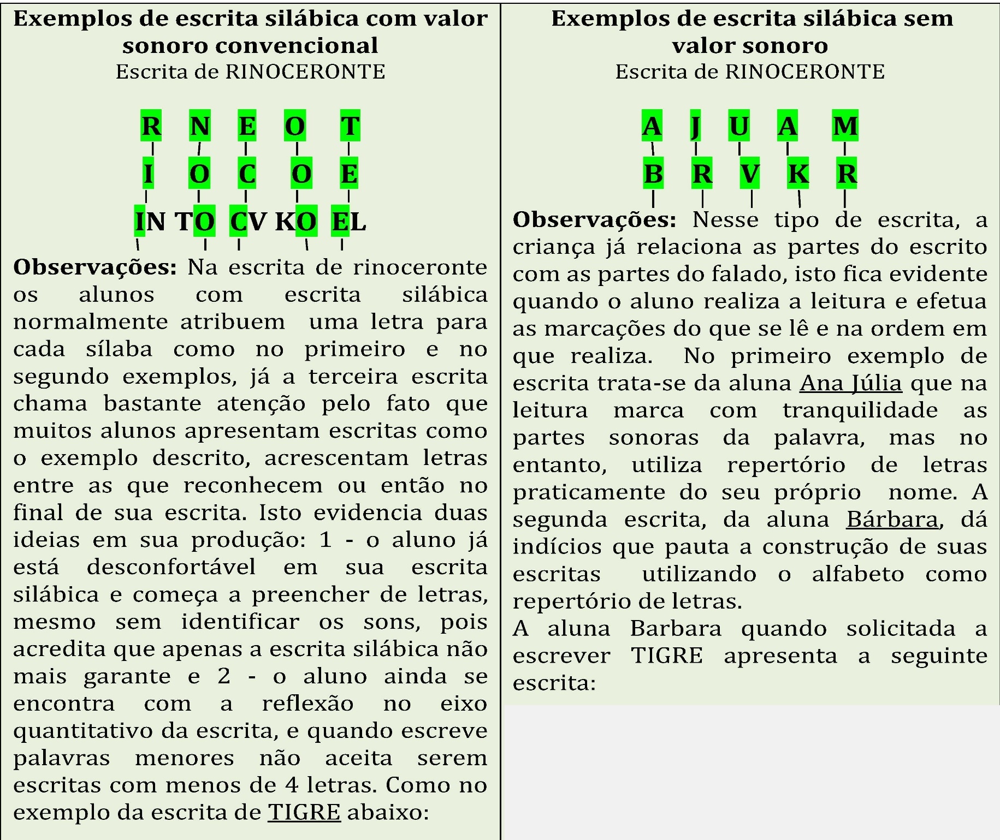 Exemplos de escrita silábica com valor
sonoro convencional
Escrita de RINOCERONTE
R N E O T
I O C O E
IN TO CV KO EL
Observações: Na escrita de rinoceronte
os alunos com escrita silábica
normalmente atribuem uma letra para
cada sílaba como no primeiro e no
segundo exemplos, já a terceira escrita
chama bastante atenção pelo fato que
muitos alunos apresentam escritas como
o exemplo descrito, acrescentam letras
entre as que reconhecem ou então no
final de sua escrita. Isto evidencia duas
ideias em sua produção: 1 - o aluno já
está desconfortável em sua escrita
silábica e começa a preencher de letras,
mesmo sem identificar os sons, pois
acredita que apenas a escrita silábica não
mais garante e 2 - o aluno ainda se
encontra com a reflexão no eixo
quantitativo da escrita, e quando escreve
palavras menores não aceita serem
escritas com menos de 4 letras. Como no
exemplo da escrita de TIGRE abaixo:
Exemplos de escrita silábica sem
valor sonoro
Escrita de RINOCERONTE
A J U A M
B R V K R
Observações: Nesse tipo de escrita, a
criança já relaciona as partes do escrito
com as partes do falado, isto fica evidente
quando o aluno realiza a leitura e efetua
as marcações do que se lê e na ordem em
que realiza. No primeiro exemplo de
escrita trata-se da aluna Ana Júlia que na
leitura marca com tranquilidade as
partes sonoras da palavra, mas no
entanto, utiliza repertório de letras
praticamente do seu próprio nome. A
segunda escrita, da aluna Bárbara, dá
indícios que pauta a construção de suas
escritas utilizando o alfabeto como
repertório de letras.
A aluna Barbara quando solicitada a
escrever TIGRE apresenta a seguinte
escrita: